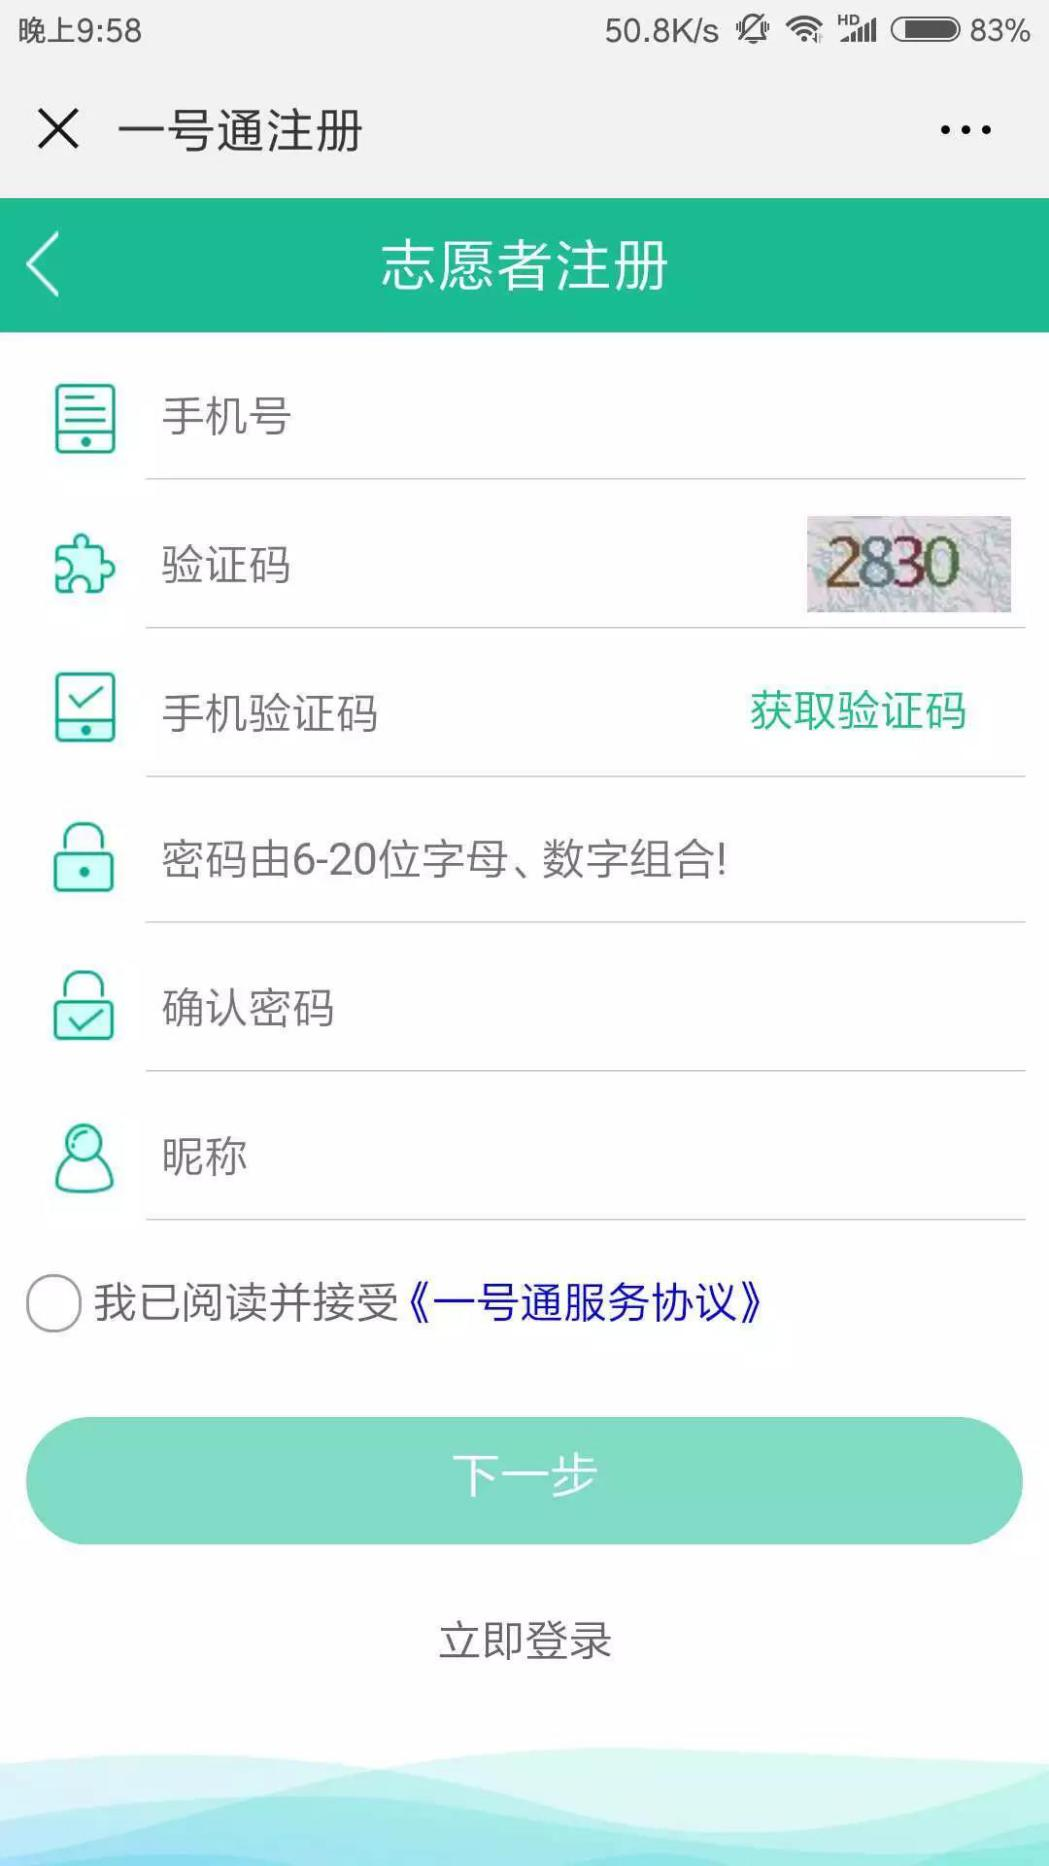 晚上9:58 50.8K/s HD 83%
一号通注册
志愿者注册
手机号
验证码 2830
手机验证码 获取验证码
密码由6-20位字母、数字组合!
确认密码
昵称
我已阅读并接受《一号通服务协议》
下一步
立即登录